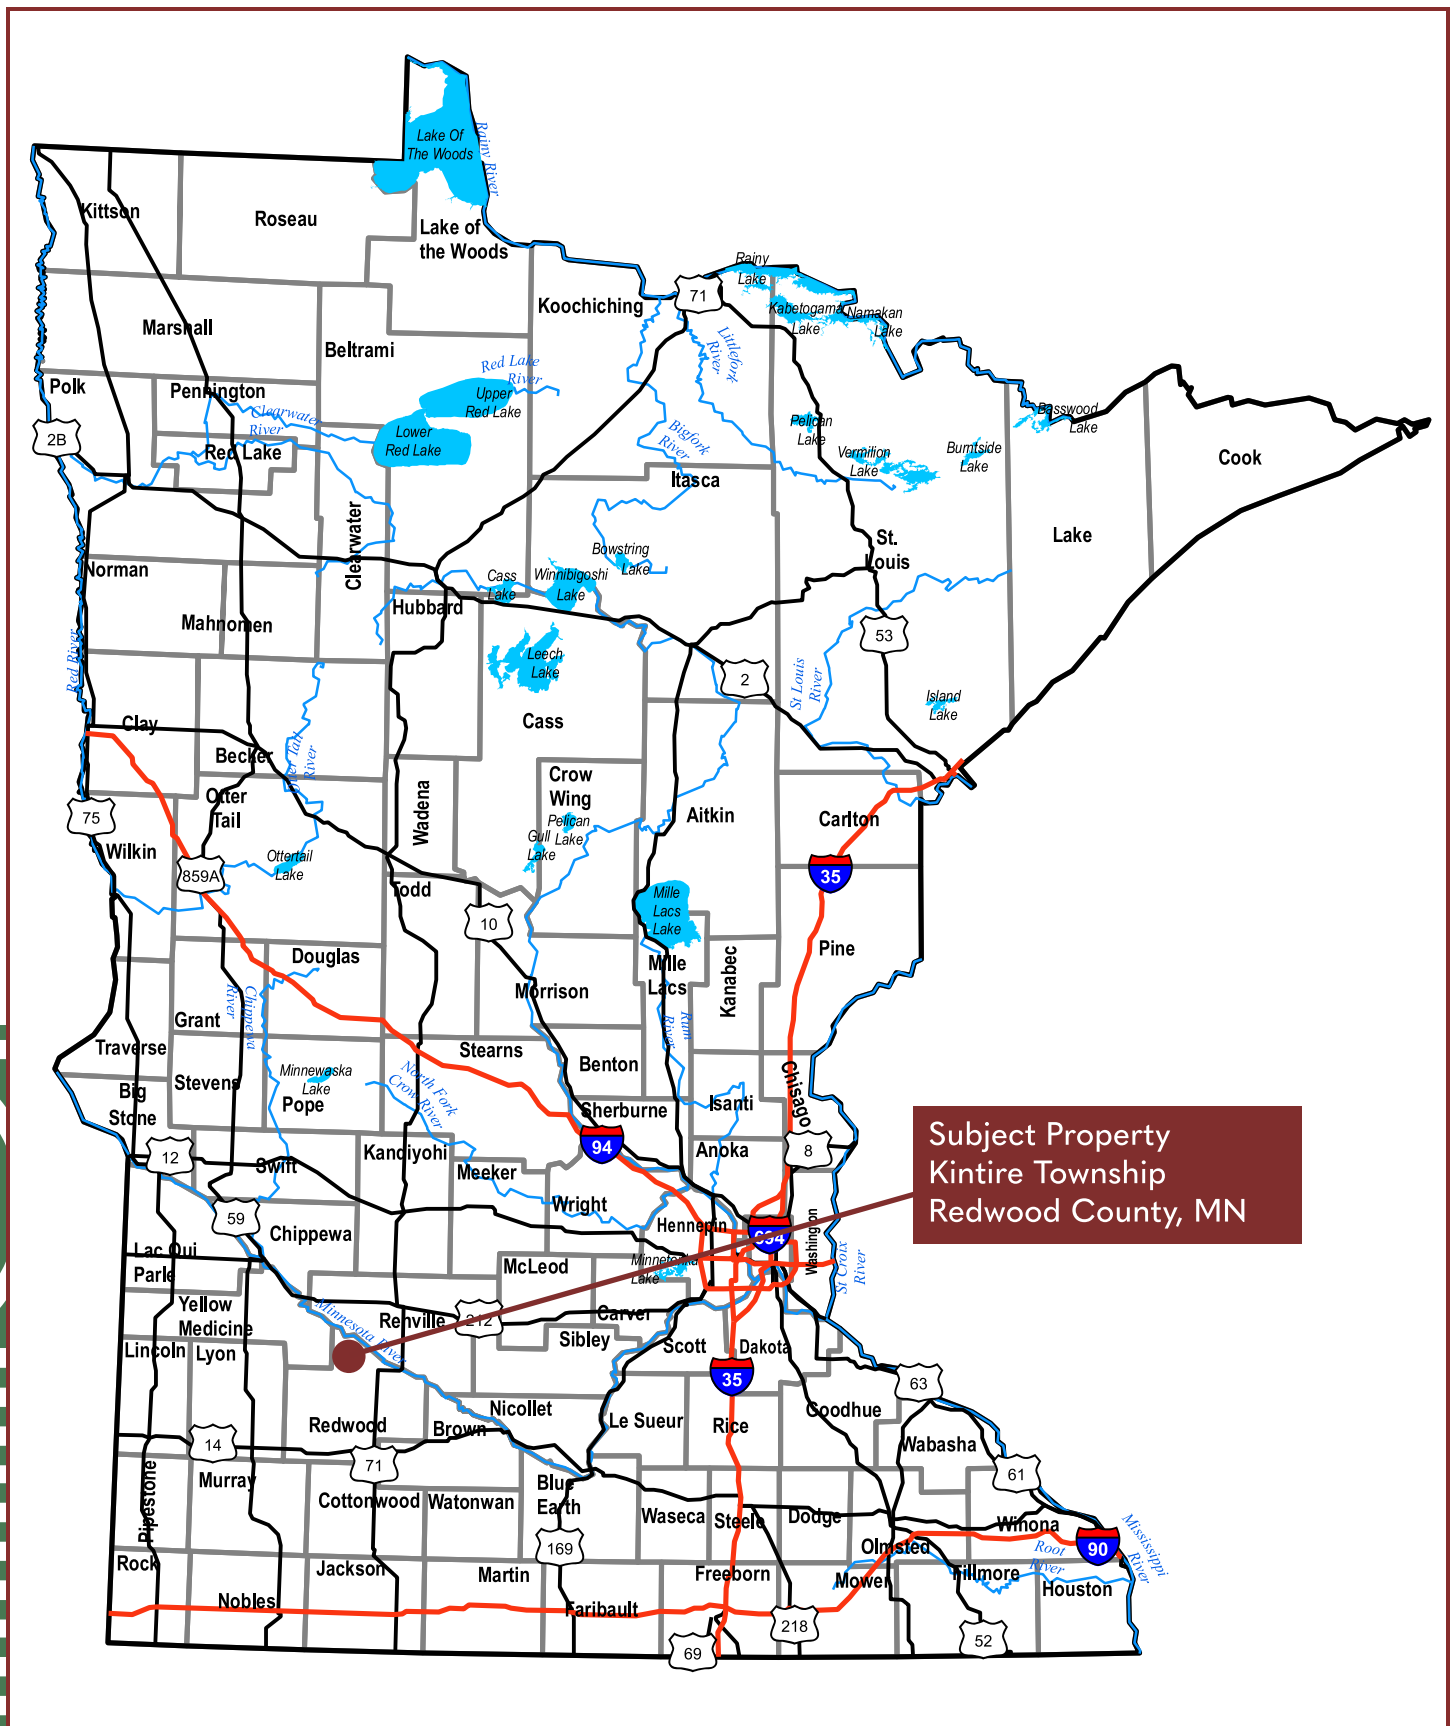 Lake Of
The Woods
Rainy River
Kittson
Roseau
Lake of
the Woods
Rainy
Lake
Koochiching
71
Kabetogama
Lake
Namakan
Lake
Marshall
Beltrami
Littlefork
River
Polk
Pennington
Red Lake
River
Upper
Red Lake
Clearwater
River
Basswood
Lake
Pelican
Lake
2B
Lower
Red Lake
Bigfork
River
Red Lake
Vermilion
Lake
Burntside
Lake
Cook
Itasca
Clearwater
St.
Louis
Lake
Bowstring
Lake
Norman
Cass
Lake
Winnibigoshi
Lake
Hubbard
Mahnomen
53
Leech
Lake
Red River
2
St Louis
River
Island
Lake
Clay
Cass
Becker
Otter Tail
River
Crow
Wing
Otter
Tail
Wadena
Pelican
Lake
Aitkin
Carlton
75
Gull
Lake
Wilkin
Ottertail
Lake
859A
35
Todd
Mille
Lacs
Lake
10
Pine
Douglas
Mille
Lacs
Kanabec
Morrison
Chippewa
River
Grant
Rum
River
Traverse
Stearns
Benton
Stevens
Minnewaska
Lake
North Fork
Crow River
Big
Stone
Pope
Chisago
Isanti
Sherburne
Subject Property
Kintire Township
Redwood County, MN
94
8
Anoka
12
Swift
Kandiyohi
Meeker
Wright
59
Chippewa
Hennepin
694
Washington
Lac Qui
Parle
McLeod
Minnetonka
Lake
St Croix
River
Yellow
Medicine
Minnesota River
Renville
212
Carver
Sibley
Scott
Dakota
Lincoln
Lyon
35
63
Redwood
Nicollet
Brown
Le Sueur
Rice
Goodhue
Wabasha
14
71
61
Pipestone
Murray
Cottonwood
Watonwan
Blue
Earth
Waseca
Steele
Dodge
Winona
Mississippi
River
169
Olmsted
90
Root
River
Rock
Jackson
Martin
Freeborn
Mower
Fillmore
Houston
Nobles
Faribault
218
52
69